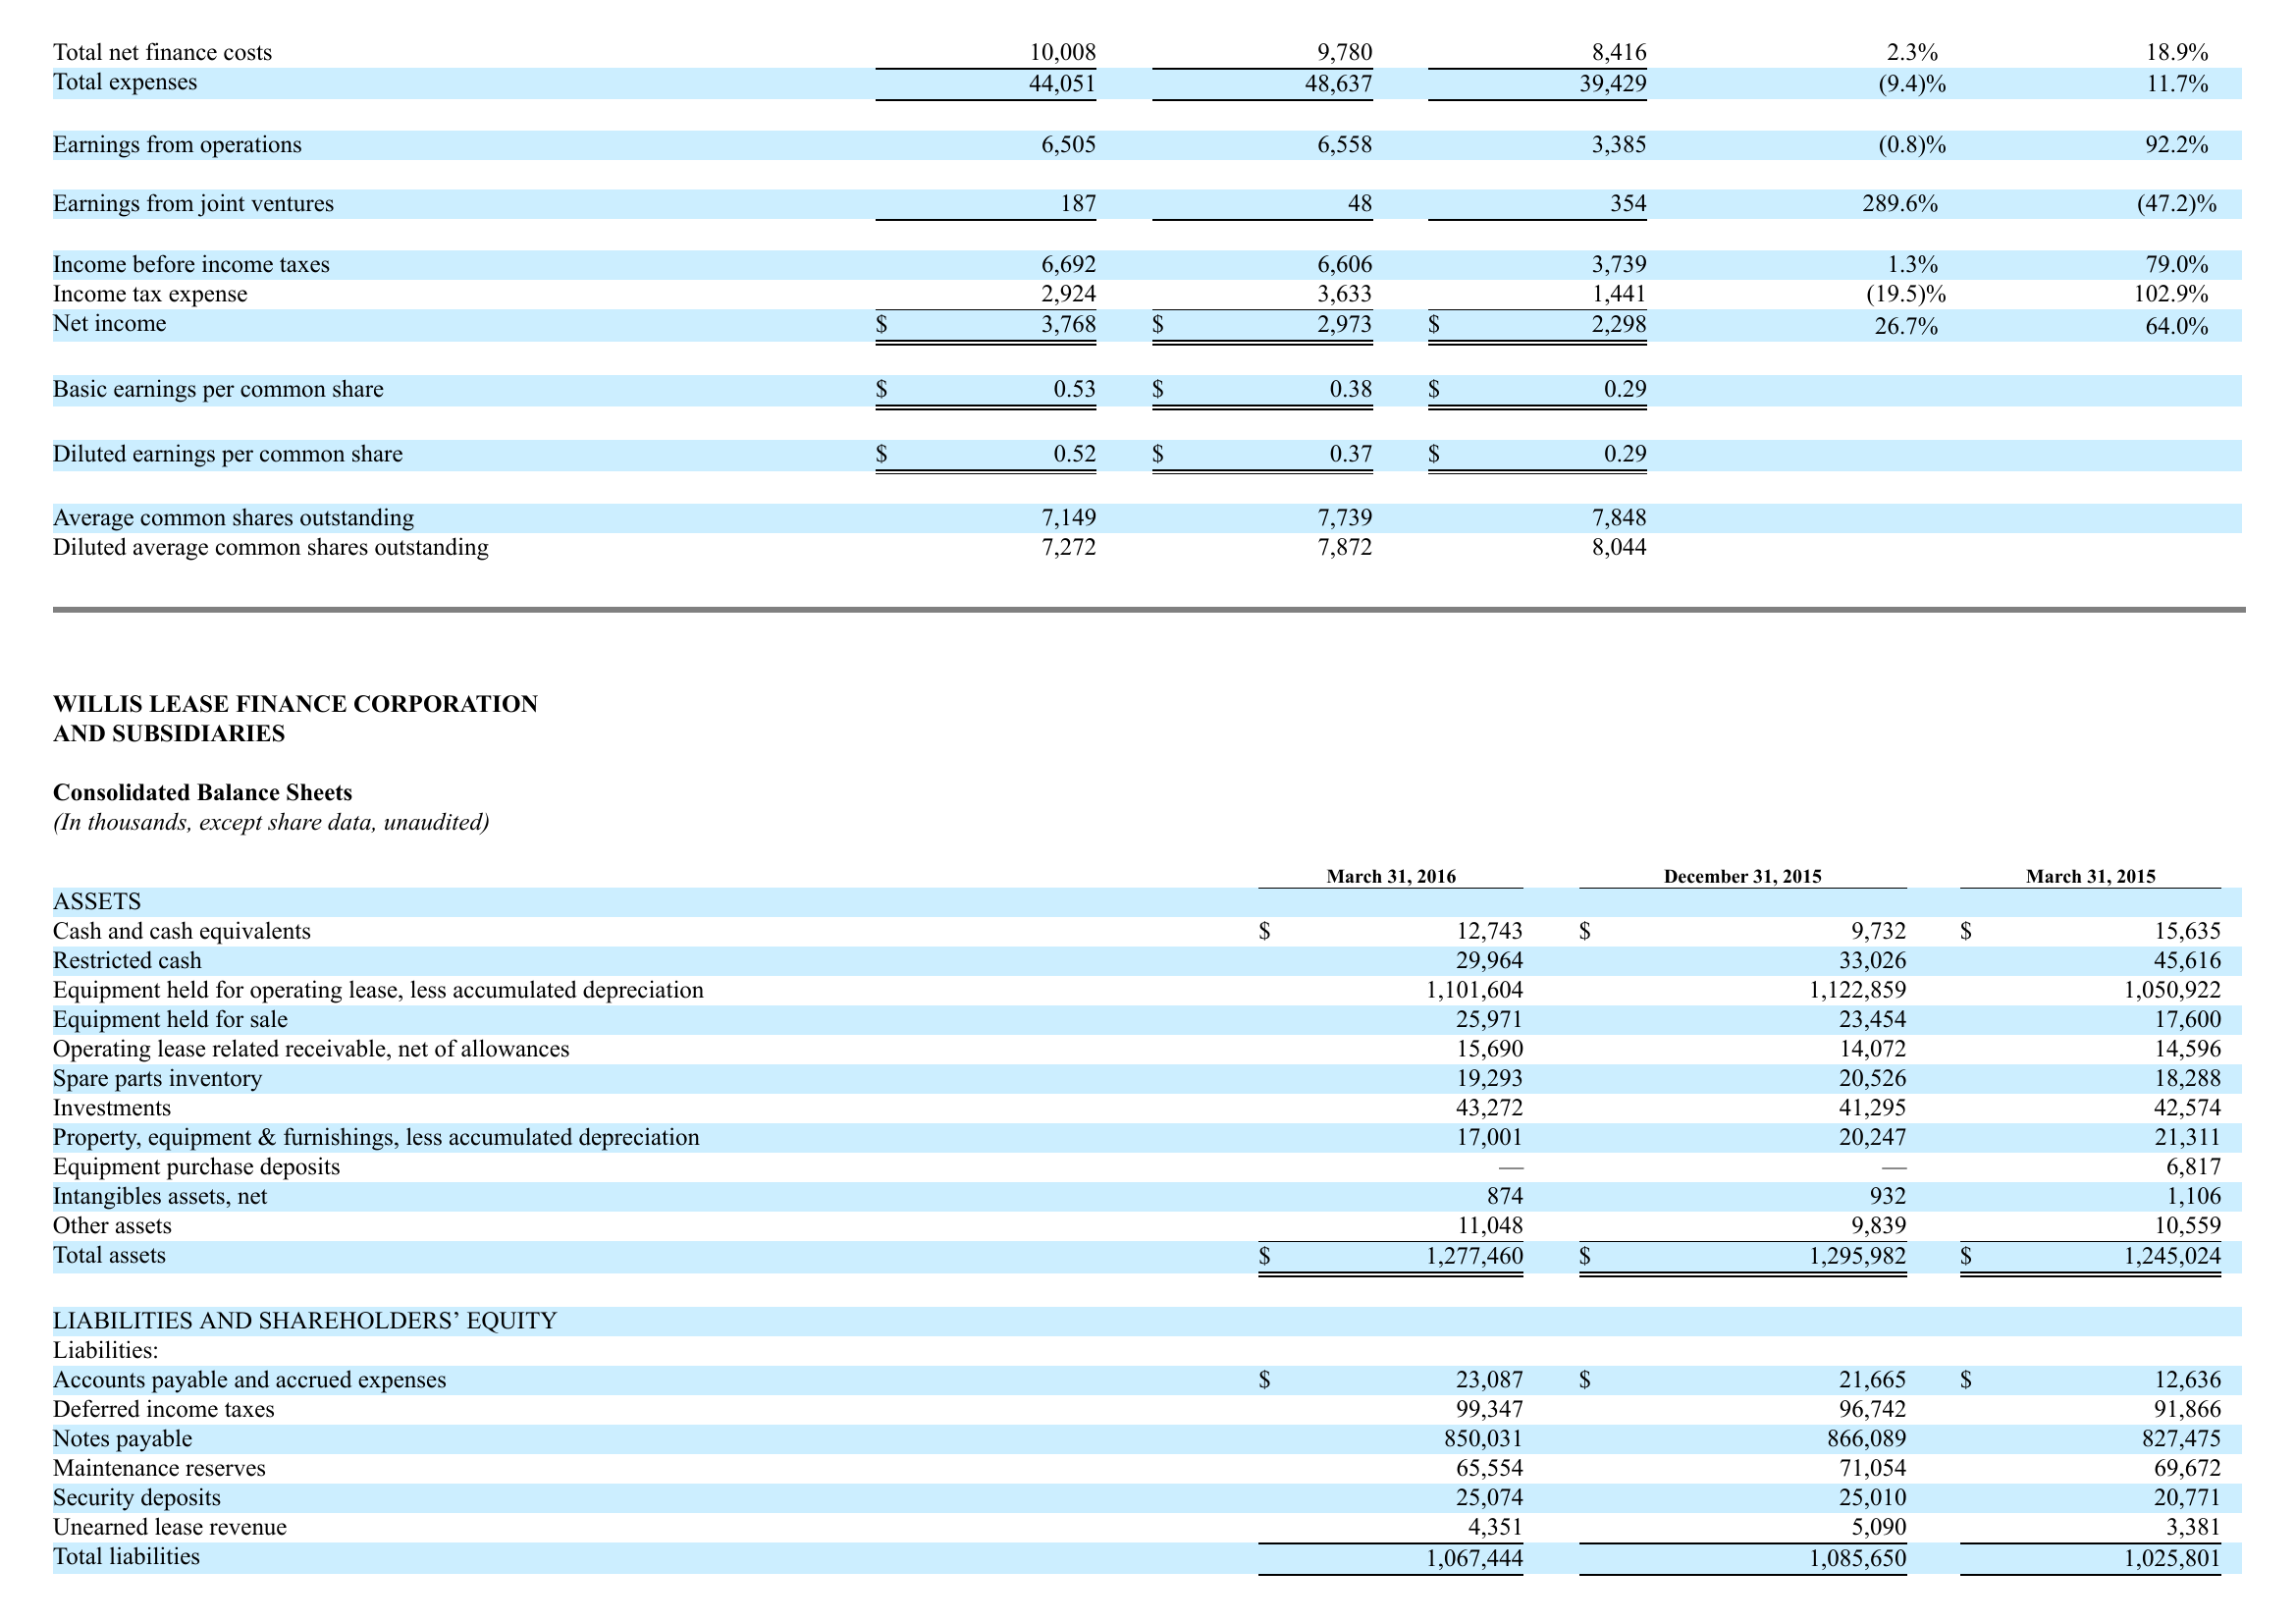 Total net finance costs 10,008 9,780 8,416 2.3% 18.9%
Total expenses 44,051 48,637 39,429 (9.4)% 11.7%
Earnings from operations 6,505 6,558 3,385 (0.8)% 92.2%
Earnings from joint ventures 187 48 354 289.6% (47.2)%
Income before income taxes 6,692 6,606 3,739 1.3% 79.0%
Income tax expense 2,924 3,633 1,441 (19.5)% 102.9%
Net income $ 3,768 $ 2,973 $ 2,298 26.7% 64.0%
Basic earnings per common share $ 0.53 $ 0.38 $ 0.29
Diluted earnings per common share $ 0.52 $ 0.37 $ 0.29
Average common shares outstanding 7,149 7,739 7,848
Diluted average common shares outstanding 7,272 7,872 8,044
WILLIS LEASE FINANCE CORPORATION
AND SUBSIDIARIES
Consolidated Balance Sheets
(In thousands, except share data, unaudited)
March 31, 2016 December 31, 2015 March 31, 2015
ASSETS
Cash and cash equivalents $ 12,743 $ 9,732 $ 15,635
Restricted cash 29,964 33,026 45,616
Equipment held for operating lease, less accumulated depreciation 1,101,604 1,122,859 1,050,922
Equipment held for sale 25,971 23,454 17,600
Operating lease related receivable, net of allowances 15,690 14,072 14,596
Spare parts inventory 19,293 20,526 18,288
Investments 43,272 41,295 42,574
Property, equipment & furnishings, less accumulated depreciation 17,001 20,247 21,311
Equipment purchase deposits — — 6,817
Intangibles assets, net 874 932 1,106
Other assets 11,048 9,839 10,559
Total assets $ 1,277,460 $ 1,295,982 $ 1,245,024
LIABILITIES AND SHAREHOLDERS’ EQUITY
Liabilities:
Accounts payable and accrued expenses $ 23,087 $ 21,665 $ 12,636
Deferred income taxes 99,347 96,742 91,866
Notes payable 850,031 866,089 827,475
Maintenance reserves 65,554 71,054 69,672
Security deposits 25,074 25,010 20,771
Unearned lease revenue 4,351 5,090 3,381
Total liabilities 1,067,444 1,085,650 1,025,801